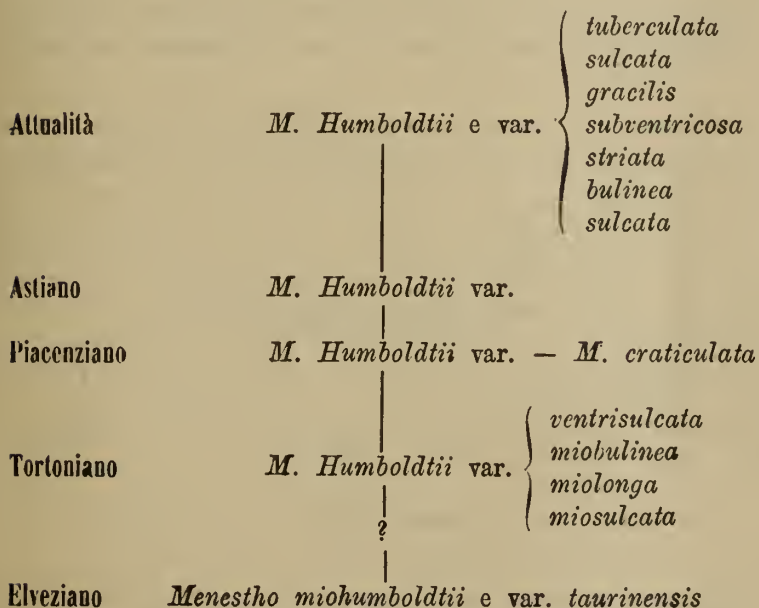 tuberculata
sulcata
gracilis
Attualità M. Humboldtii e var. subventricosa
striata
bulinea
sulcata
Astiano M. Humboldtii var.
Piacenziano M. Humboldtii var. — M. craticulata
ventrisulcata
miobulinea
Tortoniano M. Humboldtii var.
miolonga
miosulcata
?
Elveziano Menestho miohumboldtii e var. taurinensis